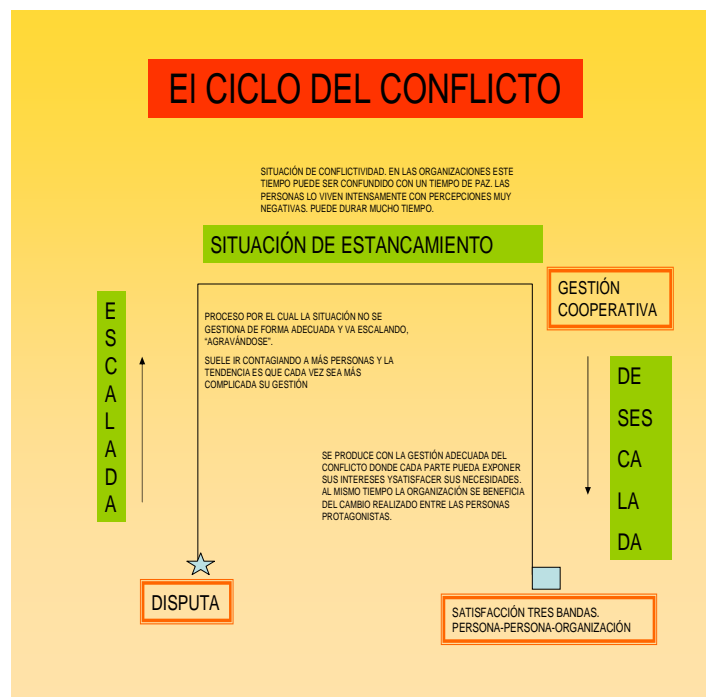 El CICLO DEL CONFLICTO
SITUACIÓN DE CONFLICTIVIDAD. EN LAS ORGANIZACIONES ESTE
TIEMPO PUEDE SER CONFUNDIDO CON UN TIEMPO DE PAZ. LAS
PERSONAS LO VIVEN INTENSAMENTE CON PERCEPCIONES MUY
NEGATIVAS. PUEDE DURAR MUCHO TIEMPO.
SITUACIÓN DE ESTANCAMIENTO
GESTIÓN
COOPERATIVA
E
S
C
A
L
A
D
A
PROCESO POR EL CUAL LA SITUACIÓN NO SE
GESTIONA DE FORMA ADECUADA Y VA ESCALANDO,
“AGRAVÁNDOSE”.
SUELE IR CONTAGIANDO A MÁS PERSONAS Y LA
TENDENCIA ES QUE CADA VEZ SEA MÁS
COMPLICADA SU GESTIÓN
DE
SES
CA
LA
DA
SE PRODUCE CON LA GESTIÓN ADECUADA DEL
CONFLICTO DONDE CADA PARTE PUEDA EXPONER
SUS INTERESES YSATISFACER SUS NECESIDADES.
AL MISMO TIEMPO LA ORGANIZACIÓN SE BENEFICIA
DEL CAMBIO REALIZADO ENTRE LAS PERSONAS
PROTAGONISTAS.
DISPUTA
SATISFACCIÓN TRES BANDAS.
PERSONA-PERSONA-ORGANIZACIÓN